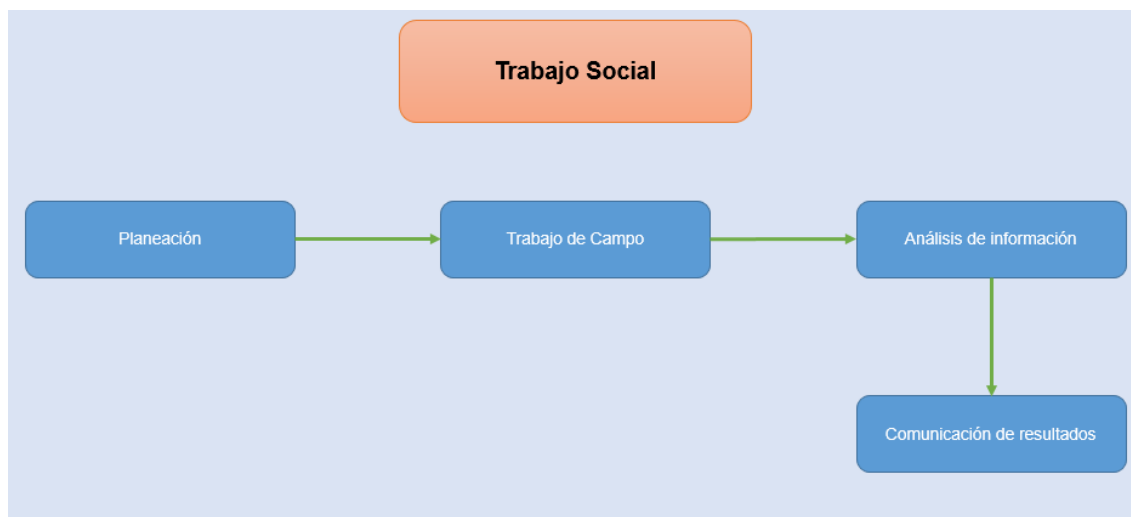 Trabajo Social
Planeación
Trabajo de Campo
Análisis de información
Comunicación de resultados